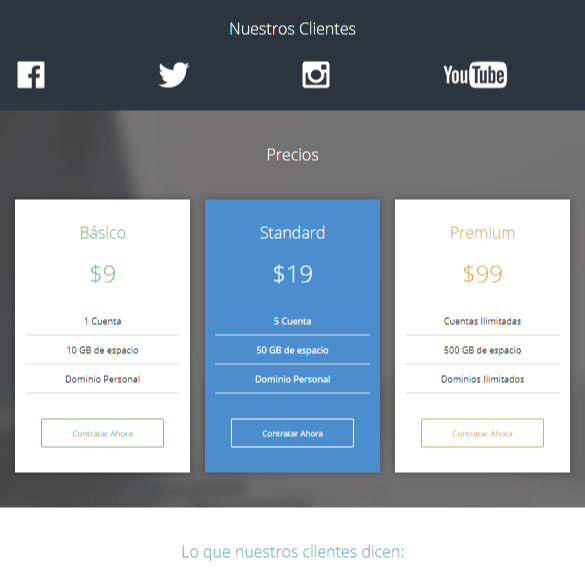 Nuestros Clientes
You Tube
Precios
Básico
$9
1 Cuenta
10 GB de espacio
Dominio Personal
Contratar Ahora
Standard
$19
5 Cuenta
50 GB de espacio
Dominio Personal
Contratar Ahora
Premium
$99
Cuentas Ilimitadas
500 GB de espacio
Dominios Ilimitados
Contratar Ahora
Lo que nuestros clientes dicen: